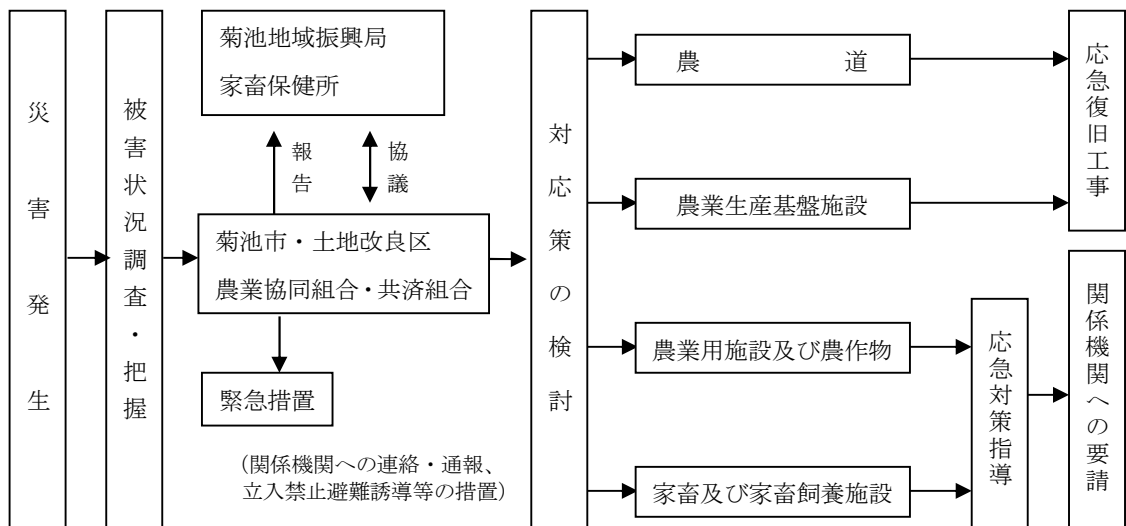 災害発生
被害状況調査・把握
菊池地域振興局
家畜保健所
報告
協議
菊池市・土地改良区
農業協同組合・共済組合
緊急措置
(関係機関への連絡・通報、
立入禁止避難誘導等の措置)
対応策の検討
農　　　　　道
農業生産基盤施設
農業用施設及び農作物
家畜及び家畜飼養施設
応急対策指導
応急復旧工事
関係機関への要請